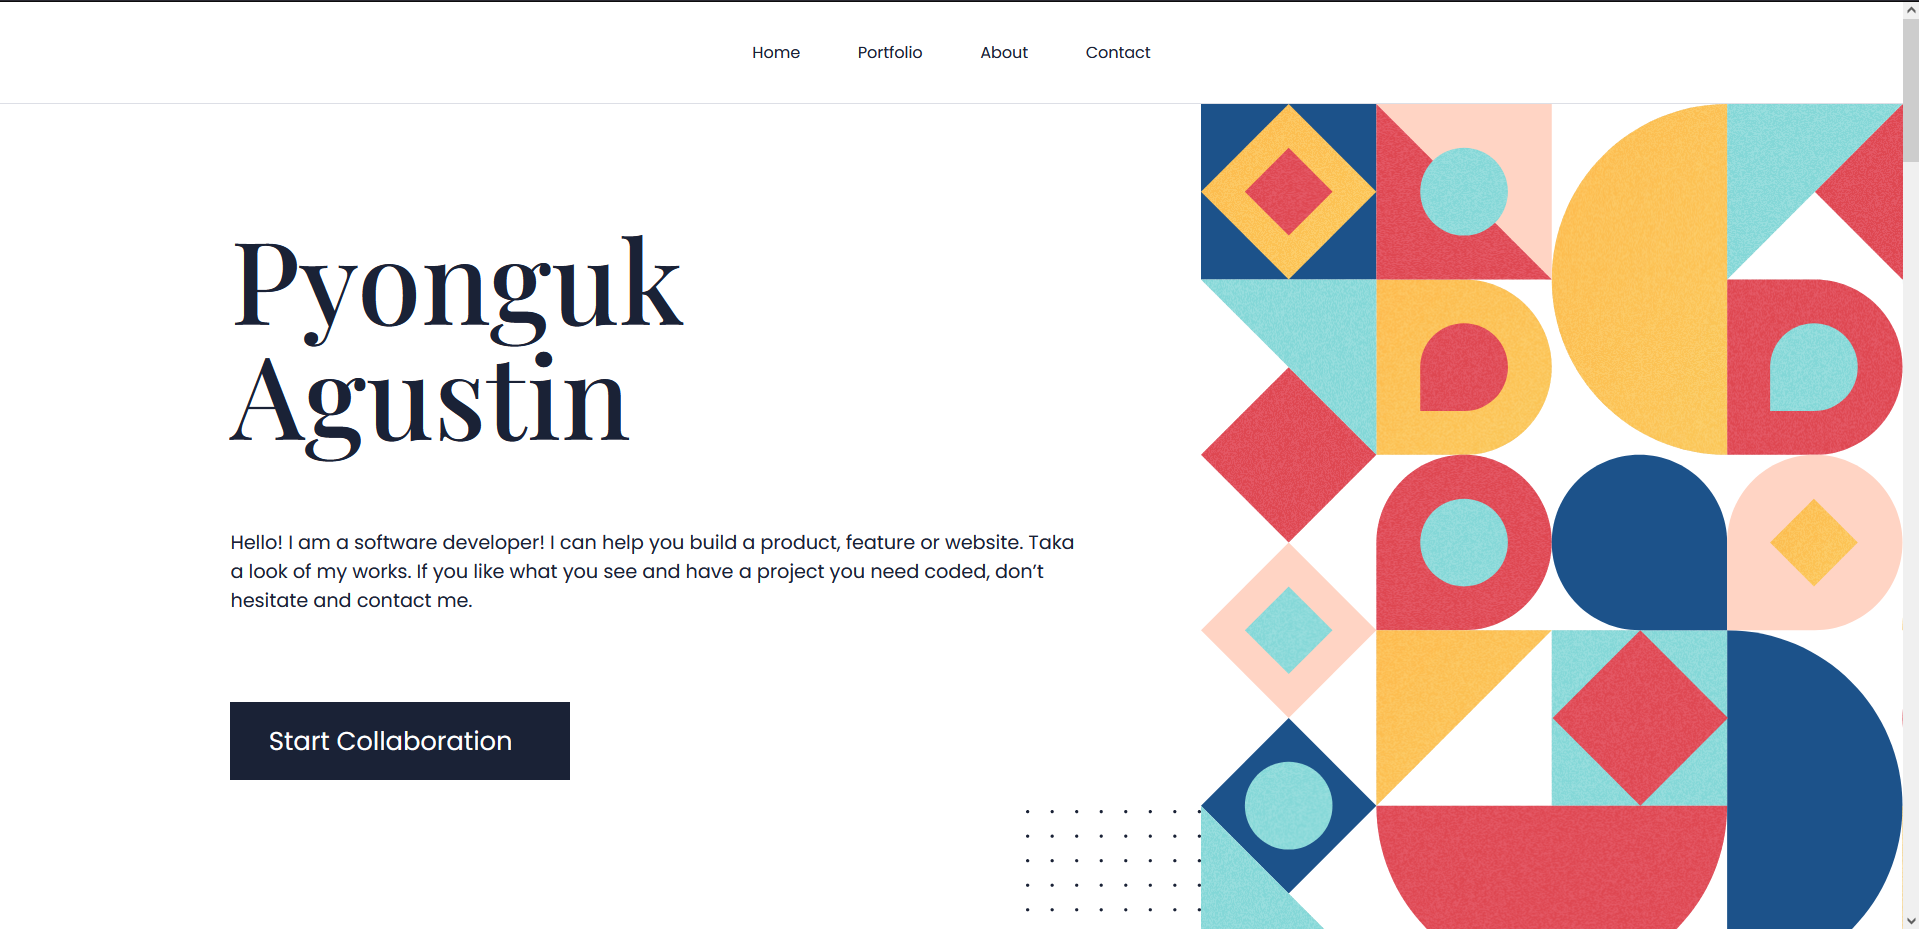 Home Portfolio About Contact
Pyonguk
Agustin
Hello! I am a software developer! I can help you build a product, feature or website. Taka
a look of my works. If you like what you see and have a project you need coded, don’t
hesitate and contact me.
Start Collaboration